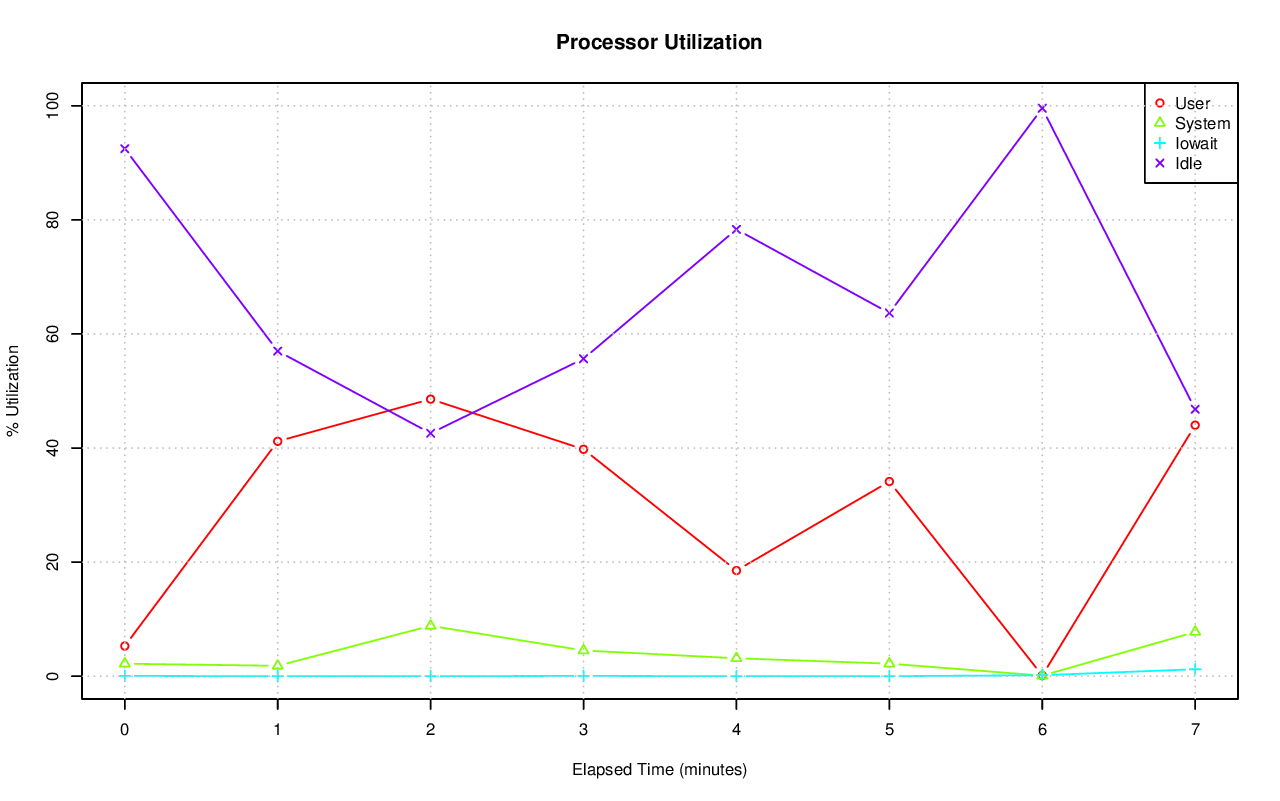 Processor Utilization
User
System
Iowait
Idle
% Utilization
100
80
60
40
20
0
0 1 2 3 4 5 6 7
Elapsed Time (minutes)